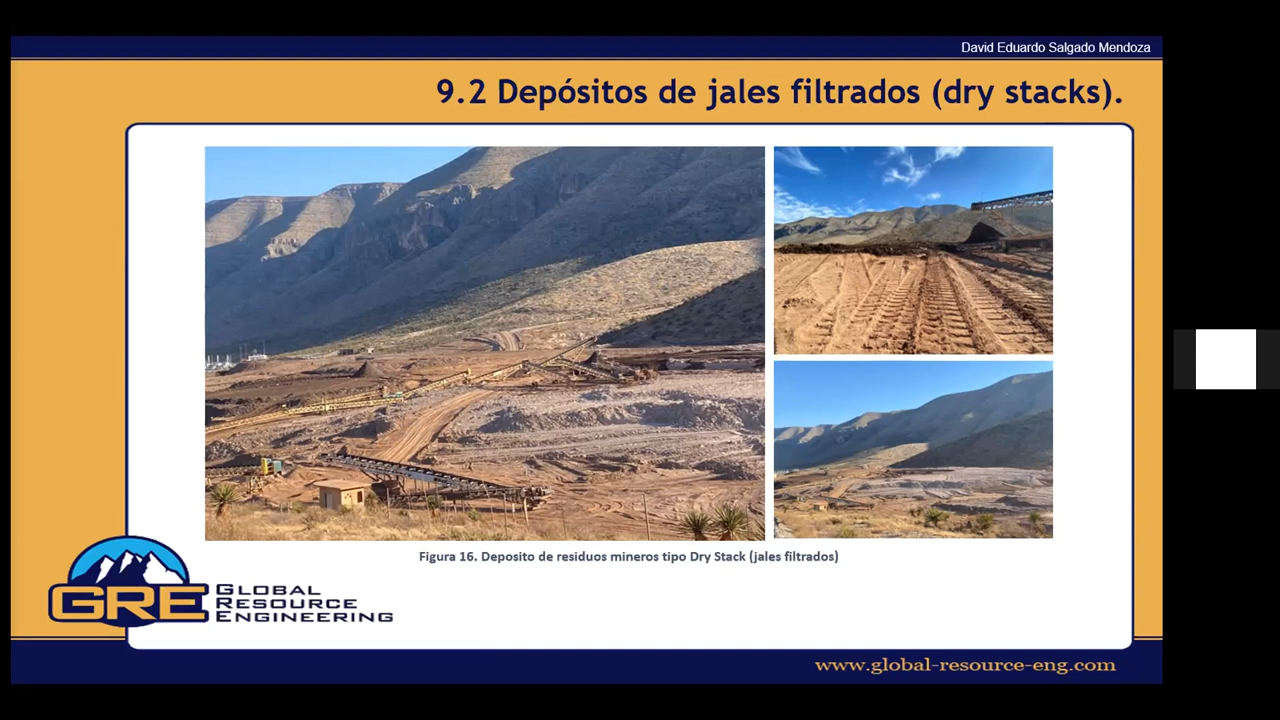 David Eduardo Salgado Mendoza
9.2 Depósitos de jales filtrados (dry stacks).
Figura 16. Deposito de residuos mineros tipo Dry Stack (jales filtrados)
GRE
GLOBAL
RESOURCE
ENGINEERING
www.global-resource-eng.com